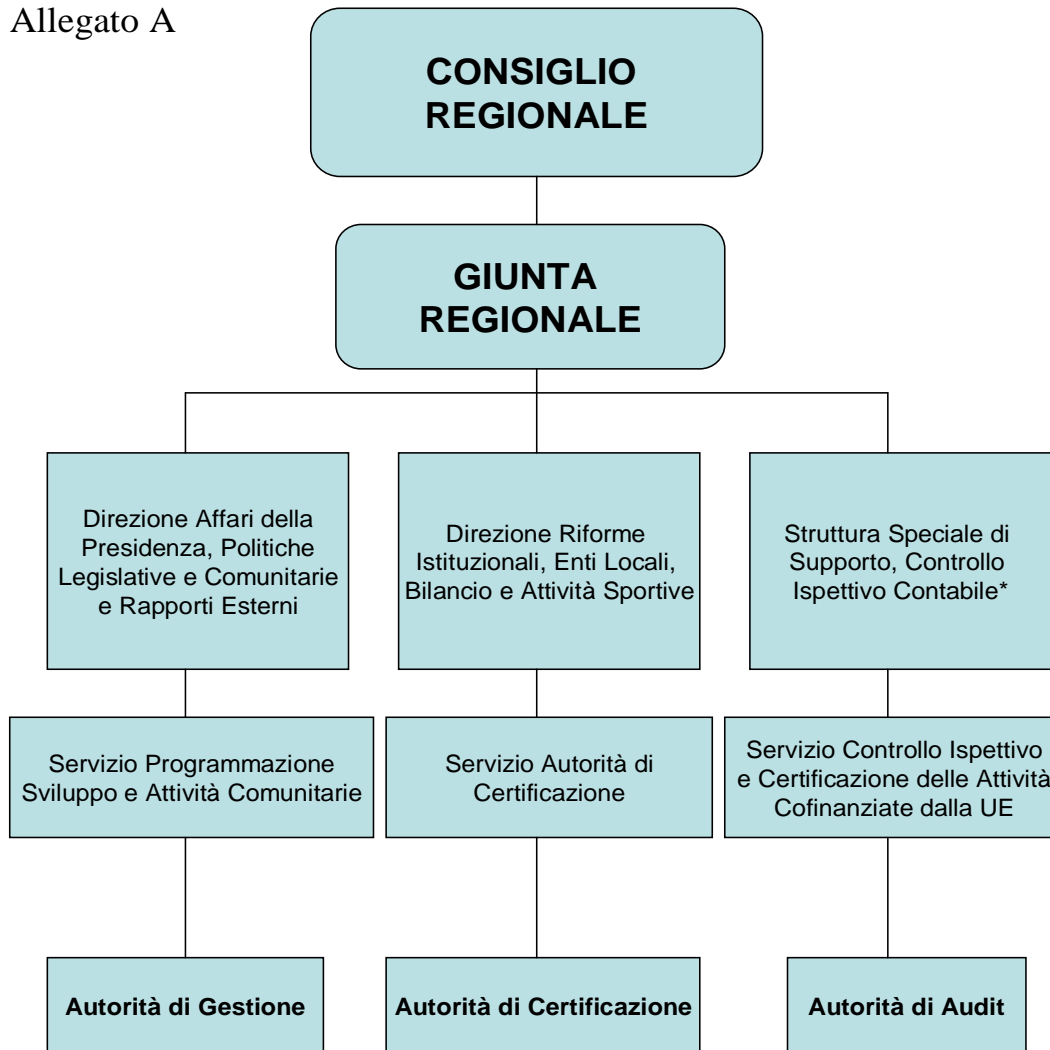 Allegato A
CONSIGLIO
REGIONALE
GIUNTA
REGIONALE
Direzione Affari della
Presidenza, Politiche
Legislative e Comunitarie
e Rapporti Esterni
Direzione Riforme
Istituzionali, Enti Locali,
Bilancio e Attività Sportive
Struttura Speciale di
Supporto, Controllo
Ispettivo Contabile*
Servizio Programmazione
Sviluppo e Attività Comunitarie
Servizio Autorità di
Certificazione
Servizio Controllo Ispettivo
e Certificazione delle Attività
Cofinanziate dalla UE
Autorità di Gestione
Autorità di Certificazione
Autorità di Audit